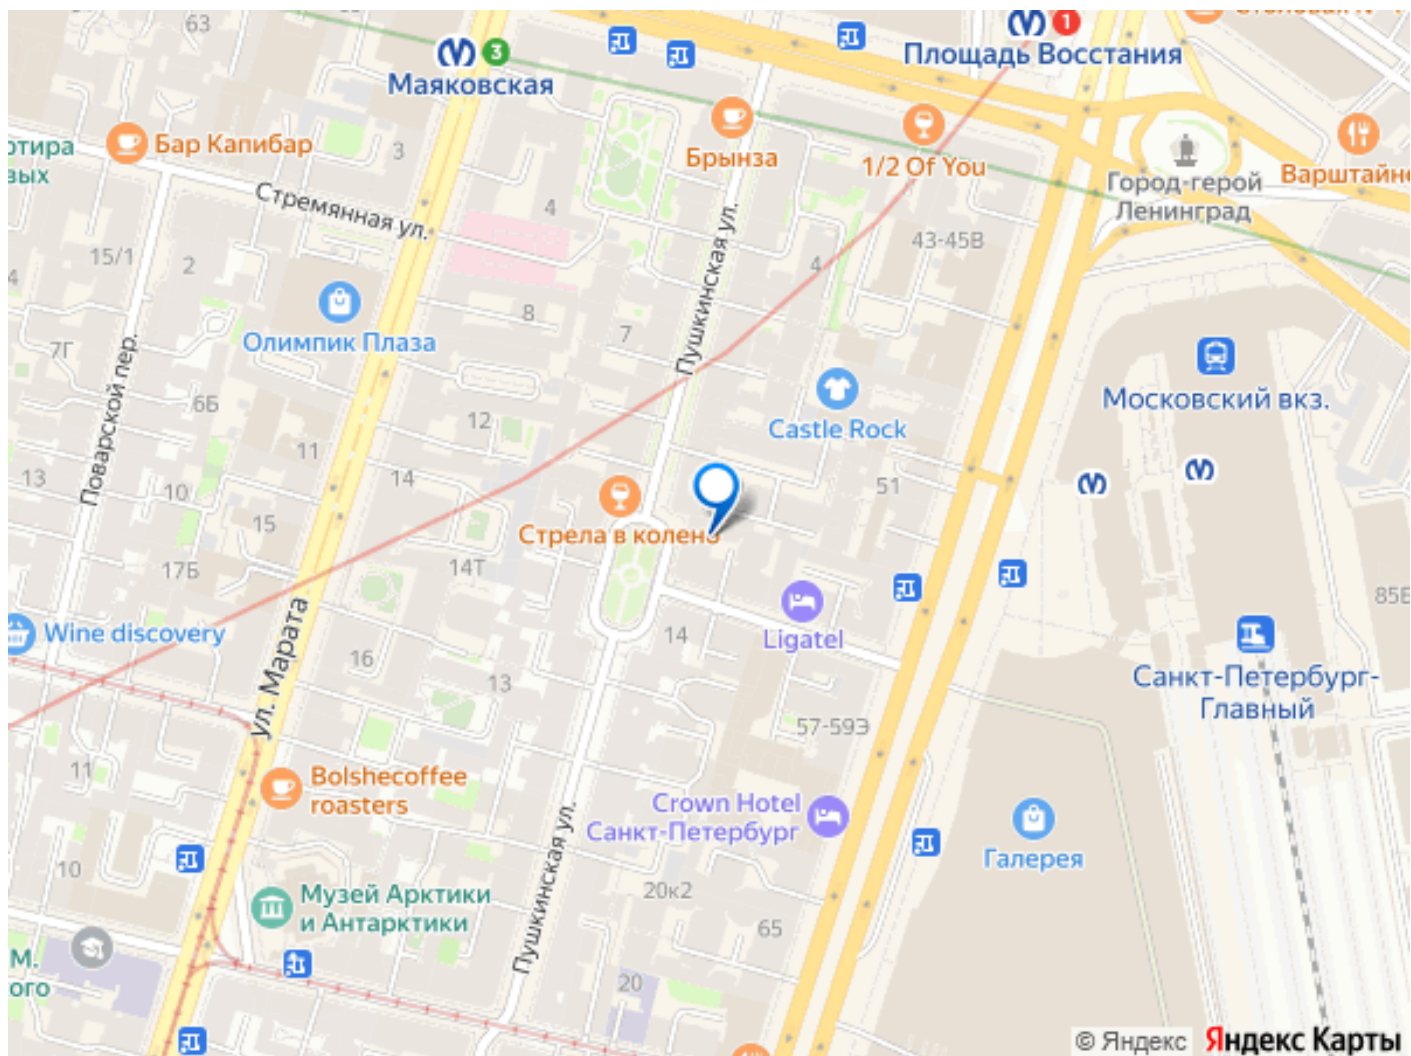 63
3
Маяковская
1
Площадь Восстания
Бар Капибар
3
Брынза
1/2 Of You
Город-герой
Ленинград
Стремянная ул.
4
15/1
2
43-45В
4
Пушкинская ул.
Олимпик Плаза
8
7
7Г
6Б
Поварской пер.
Московский вкз.
Castle Rock
12
11
14
13
10
15
51
Стрела в колено
17Б
14Т
Wine discovery
Ligatel
14
16
13
ул. Марата
Санкт-Петербург-
Главный
57-59Э
11
Bolshecoffee
roasters
Crown Hotel
Санкт-Петербург
Галерея
10
Музей Арктики
и Антарктики
20к2
65
Пушкинская ул.
20
© Яндекс
Яндекс Карты